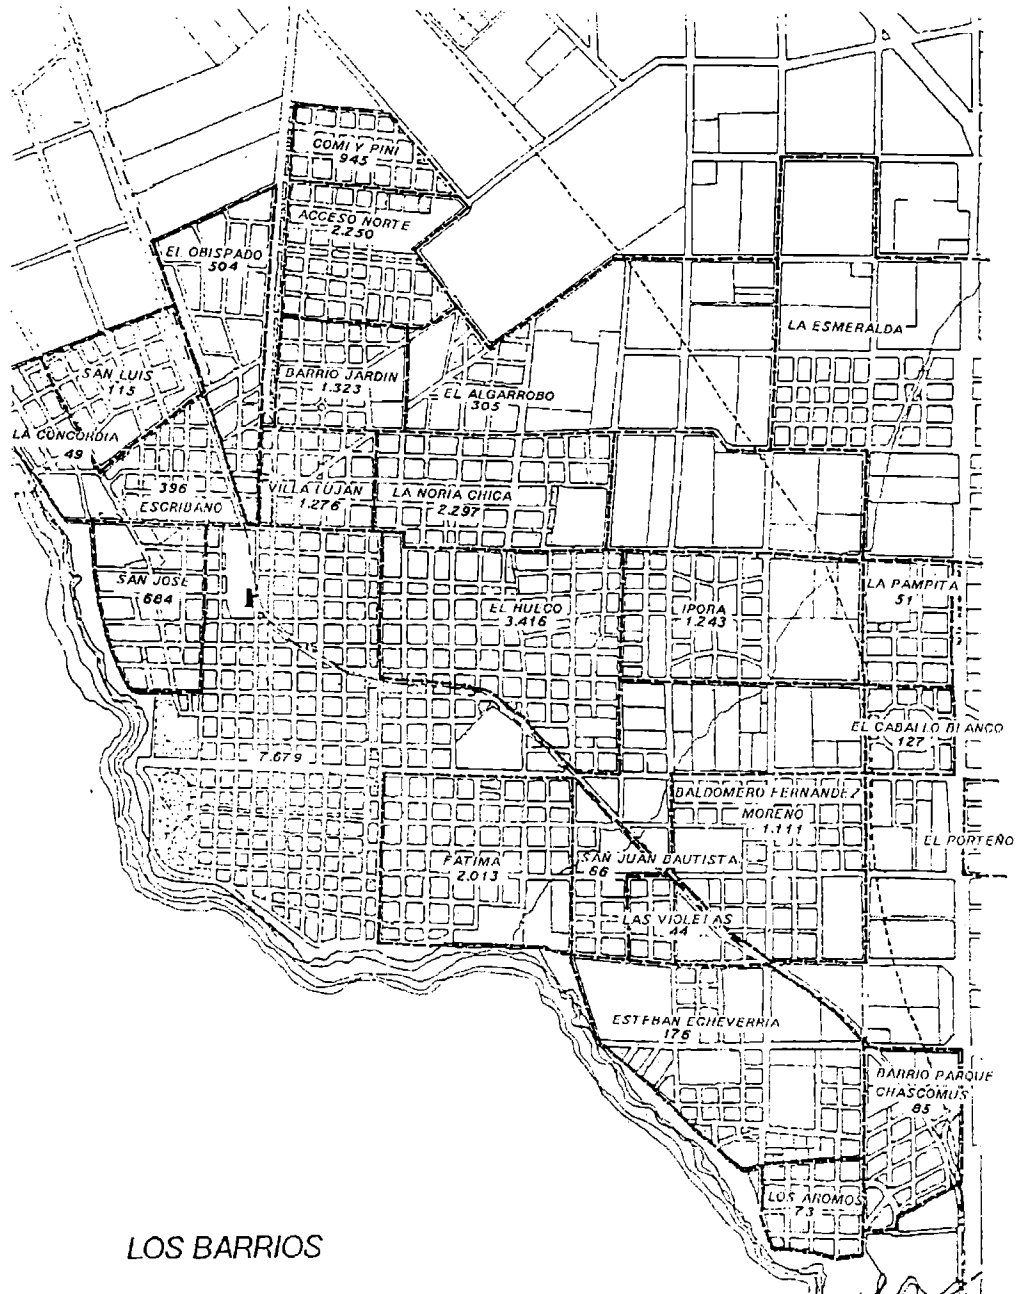 COMI Y PINI
945
ACCESO NORTE
2.250
EL OBISPADO
504
LA ESMERALDA
SAN LUIS
115
BARRIO JARDIN
1.323
EL ALGARROBO
305
LA CONCORDIA
49
396
ESCRIBANO
VILLA LUJAN
1.276
LA NORIA CHICA
2.297
SAN JOSE
684
EL HUECO
3.416
IPORA
1.243
LA PAMPITA
51
EL CABALLO BLANCO
127
7.679
BALDOMERO FERNANDEZ
MORENO
1.111
EL PORTEÑO
FATIMA
2.013
SAN JUAN BAUTISTA
66
LAS VIOLETAS
44
ESTEBAN ECHEVERRIA
176
BARRIO PARQUE
CHASCOMUS
85
LOS AROMOS
73
LOS BARRIOS